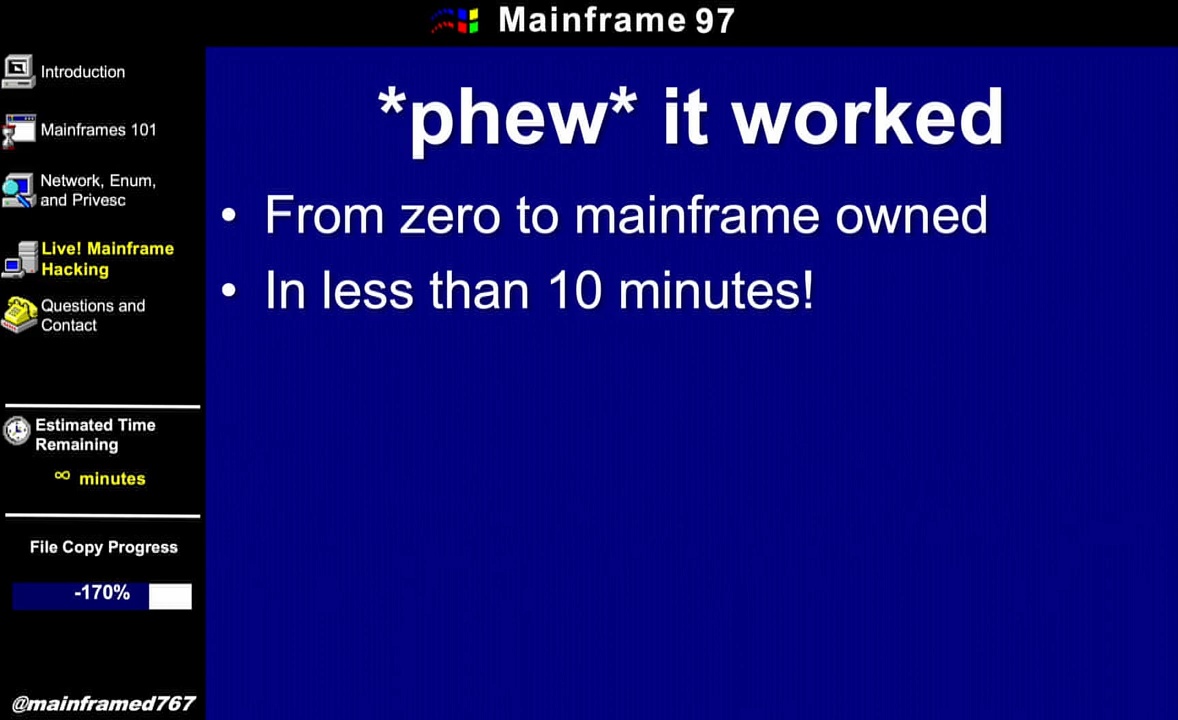 Mainframe 97
Introduction
Mainframes 101
Network, Enum,
and Privesc
Live! Mainframe
Hacking
Questions and
Contact
Estimated Time
Remaining
∞ minutes
File Copy Progress
-170%
@mainframed767
*phew* it worked
• From zero to mainframe owned
• In less than 10 minutes!